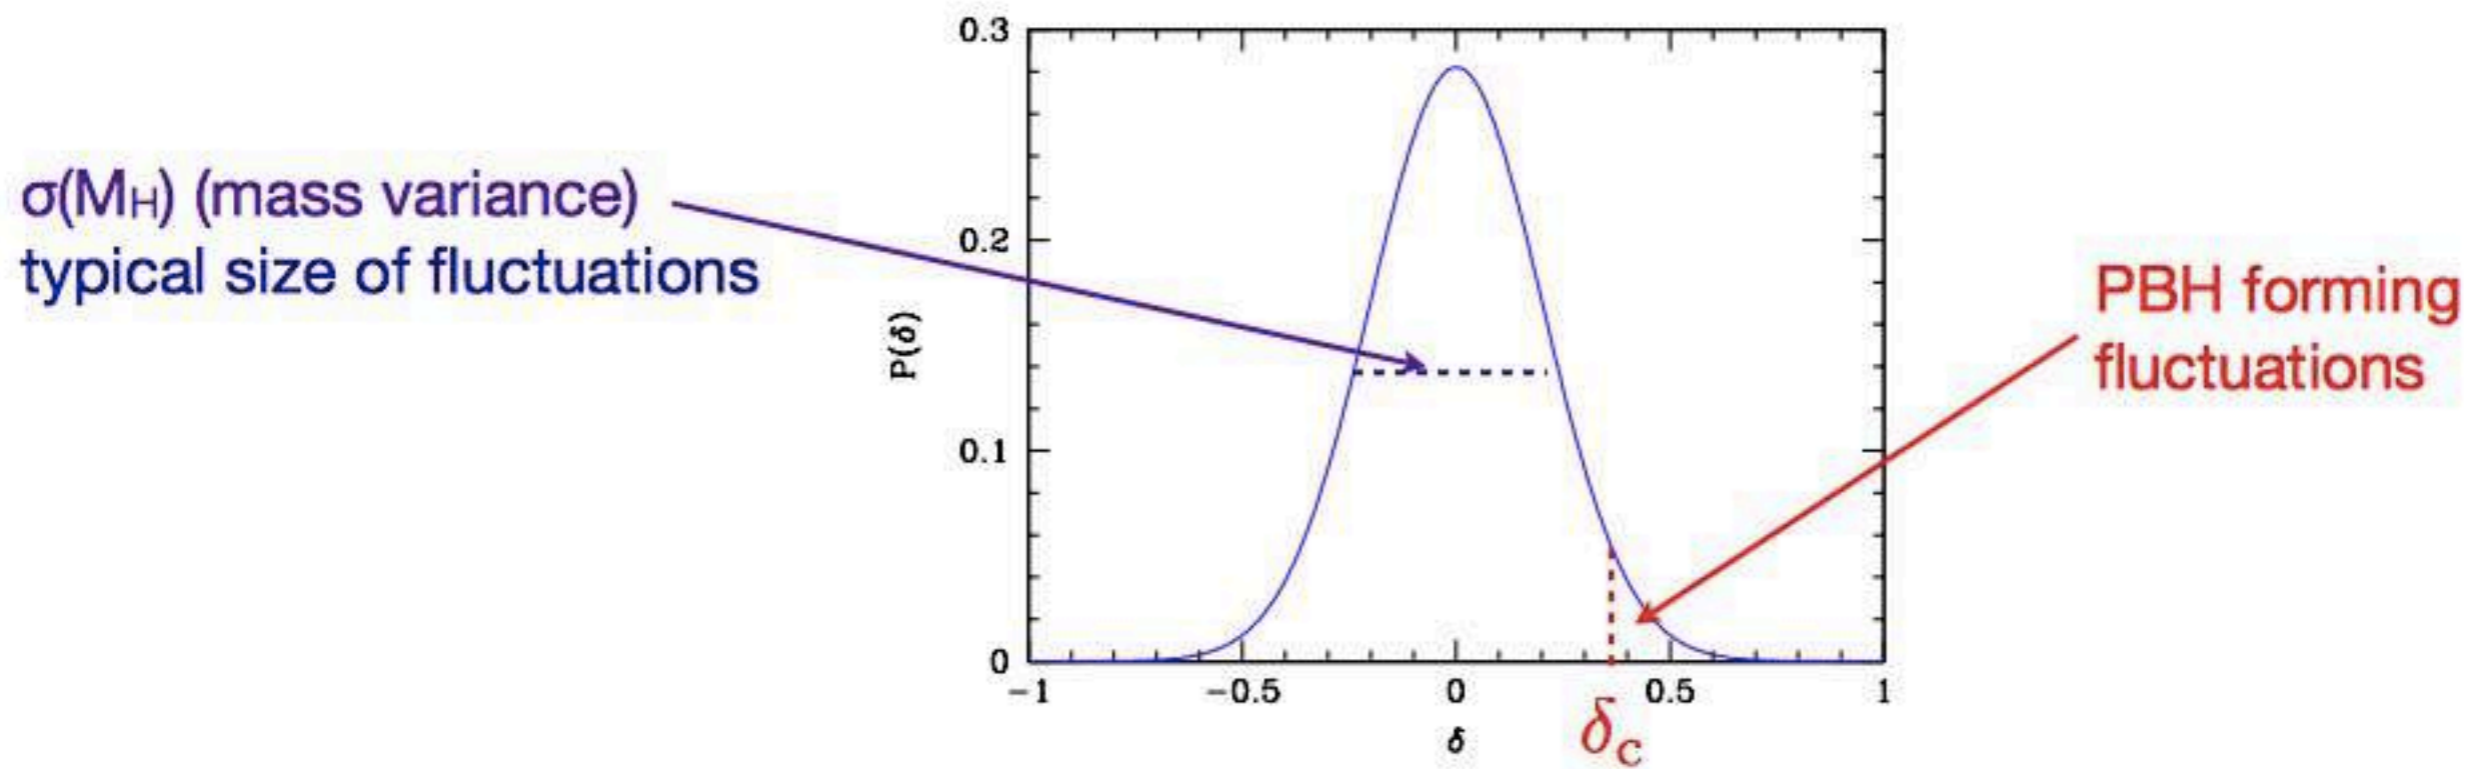 σ(MH) (mass variance)
typical size of fluctuations
0.3
0.2
0.1
0
P(δ)
−1
−0.5
0
0.5
1
δ
δc
PBH forming
fluctuations